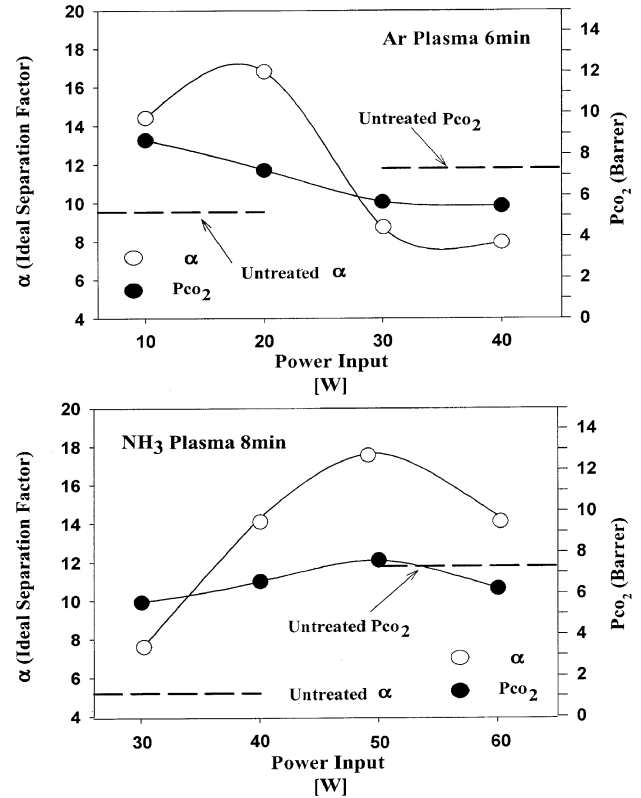 Ar Plasma 6min
α (Ideal Separation Factor)
20
18
16
14
12
10
8
6
4
Untreated Pco2
Untreated α
α
Pco2
14
12
10
8
6
4
2
0
Pco2 (Barrer)
10 20 30 40
Power Input
[W]
NH3 Plasma 8min
α (Ideal Separation Factor)
20
18
16
14
12
10
8
6
4
Untreated Pco2
Untreated α
α
Pco2
14
12
10
8
6
4
2
0
Pco2 (Barrer)
30 40 50 60
Power Input
[W]